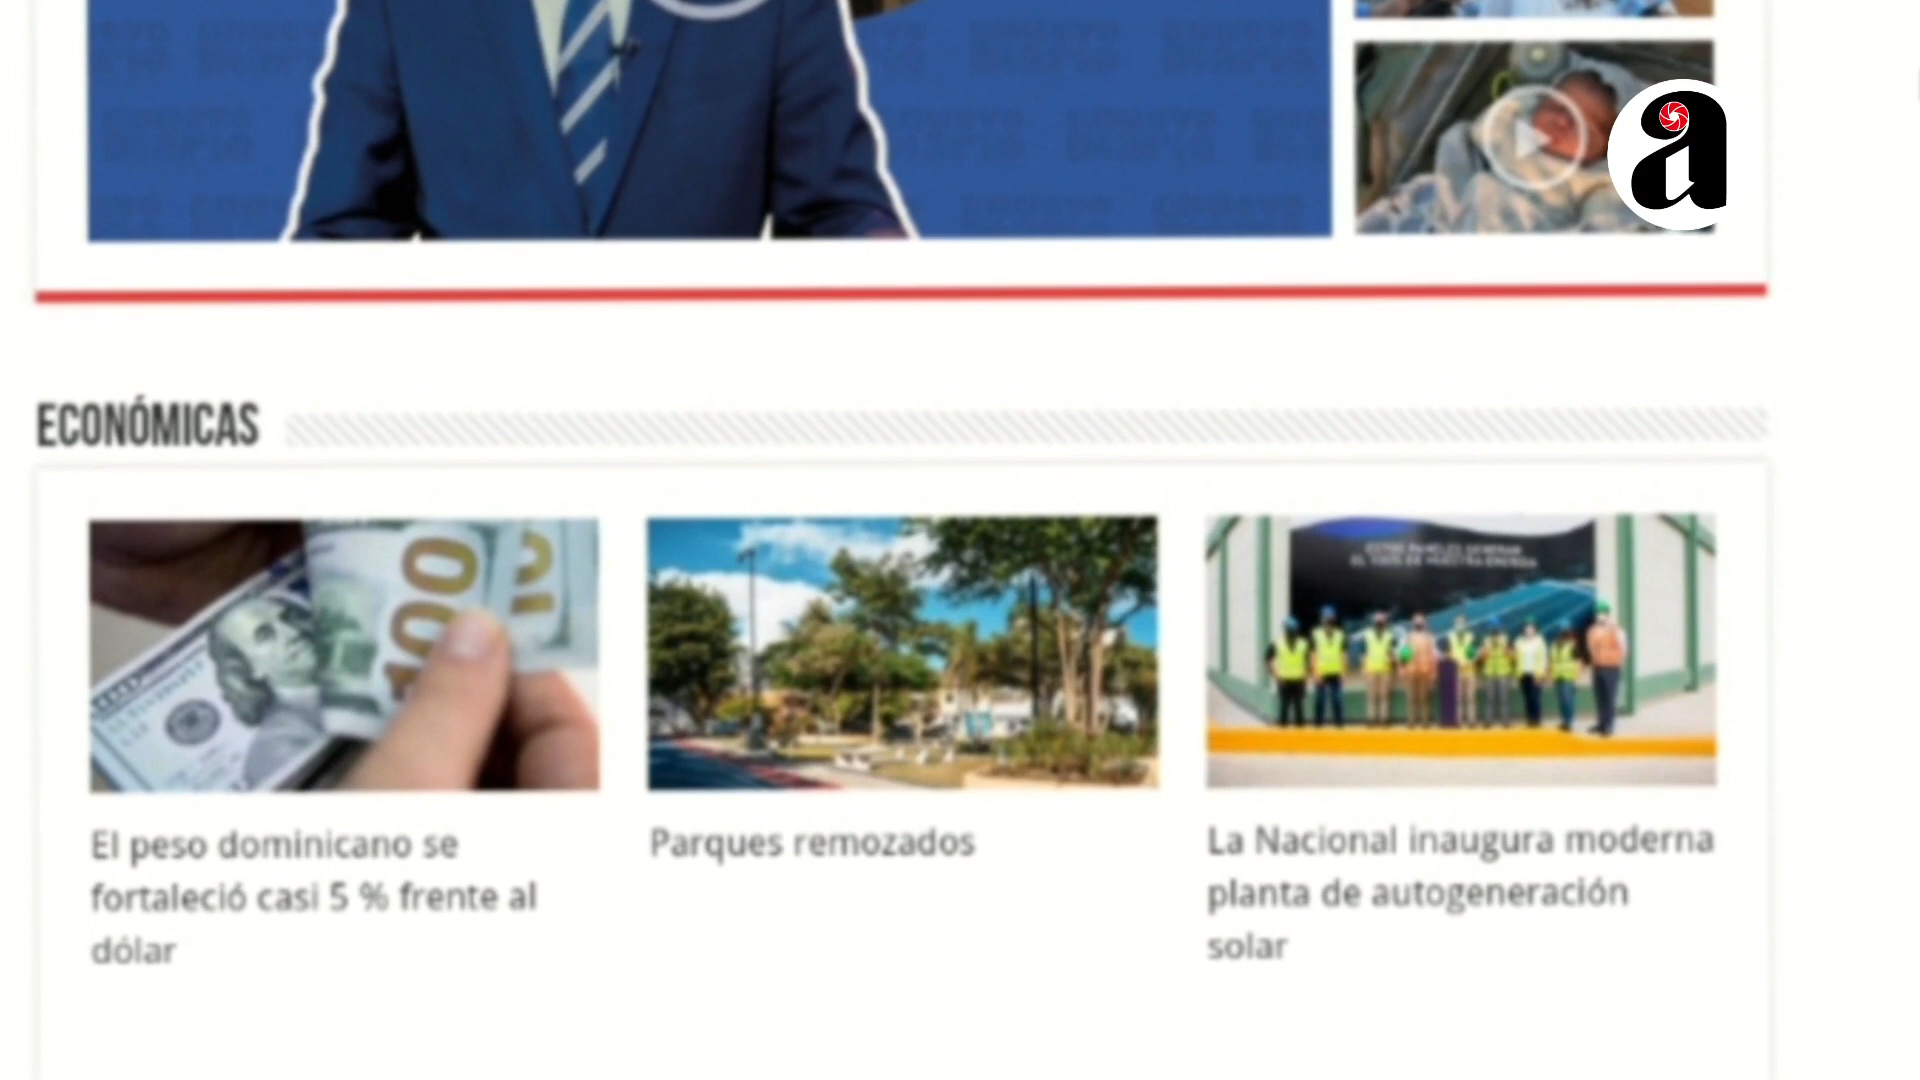 a
ECONÓMICAS
100
El peso dominicano se
fortaleció casi 5 % frente al
dólar
Parques remozados
La Nacional inaugura moderna
planta de autogeneración
solar